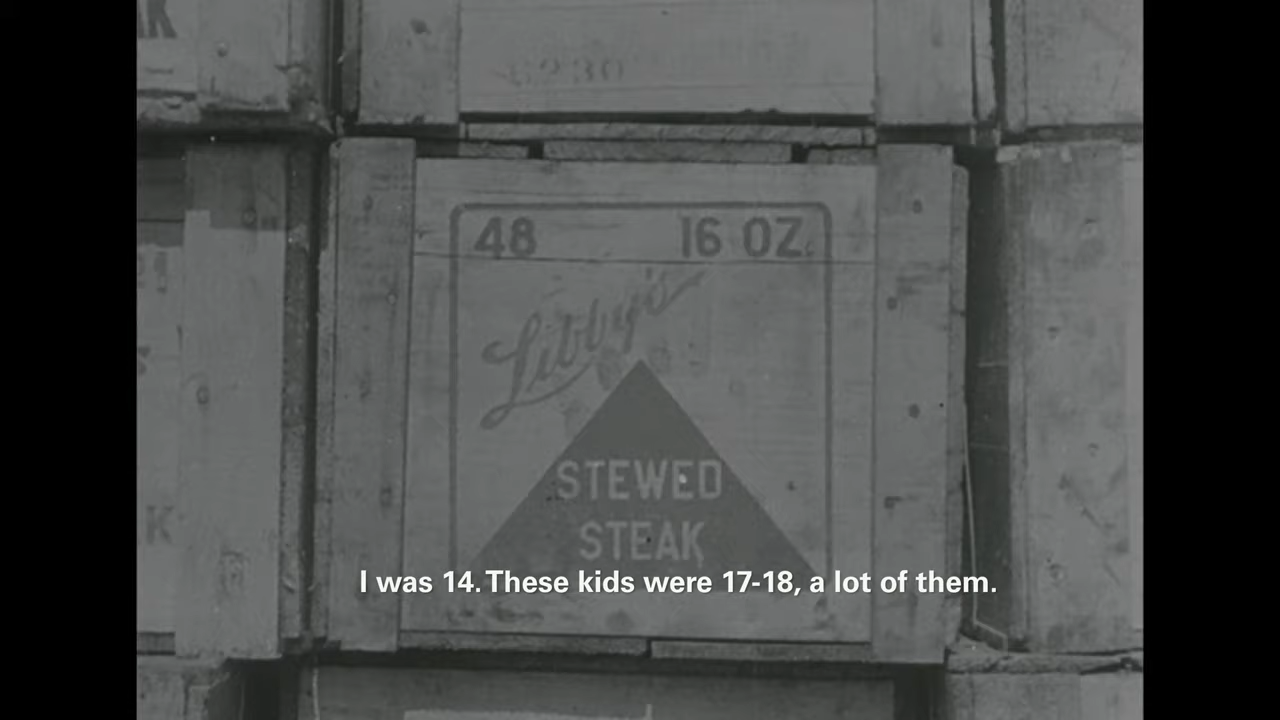 6230
48 16 OZ.
Libby's
STEWED
STEAK
K
I was 14. These kids were 17-18, a lot of them.